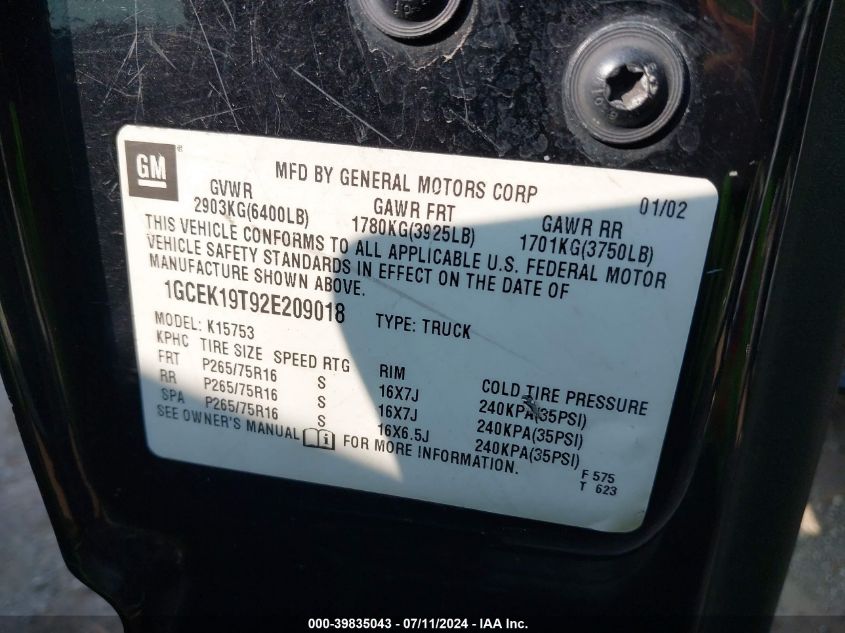 GM
MFD BY GENERAL MOTORS CORP
01/02
GVWR GAWR FRT GAWR RR
2903KG(6400LB) 1780KG(3925LB) 1701KG(3750LB)
THIS VEHICLE CONFORMS TO ALL APPLICABLE U.S. FEDERAL MOTOR
VEHICLE SAFETY STANDARDS IN EFFECT ON THE DATE OF
MANUFACTURE SHOWN ABOVE.
1GCEK19T92E209018 TYPE: TRUCK
MODEL: K15753
KPHC TIRE SIZE SPEED RTG RIM COLD TIRE PRESSURE
FRT P265/75R16 S 16X7J 240KPA(35PSI)
RR P265/75R16 S 16X7J 240KPA(35PSI)
SPA P265/75R16 S 16X6.5J 240KPA(35PSI)
SEE OWNER'S MANUAL FOR MORE INFORMATION.
F 575
T 623
000-39835043 - 07/11/2024 - IAA Inc.